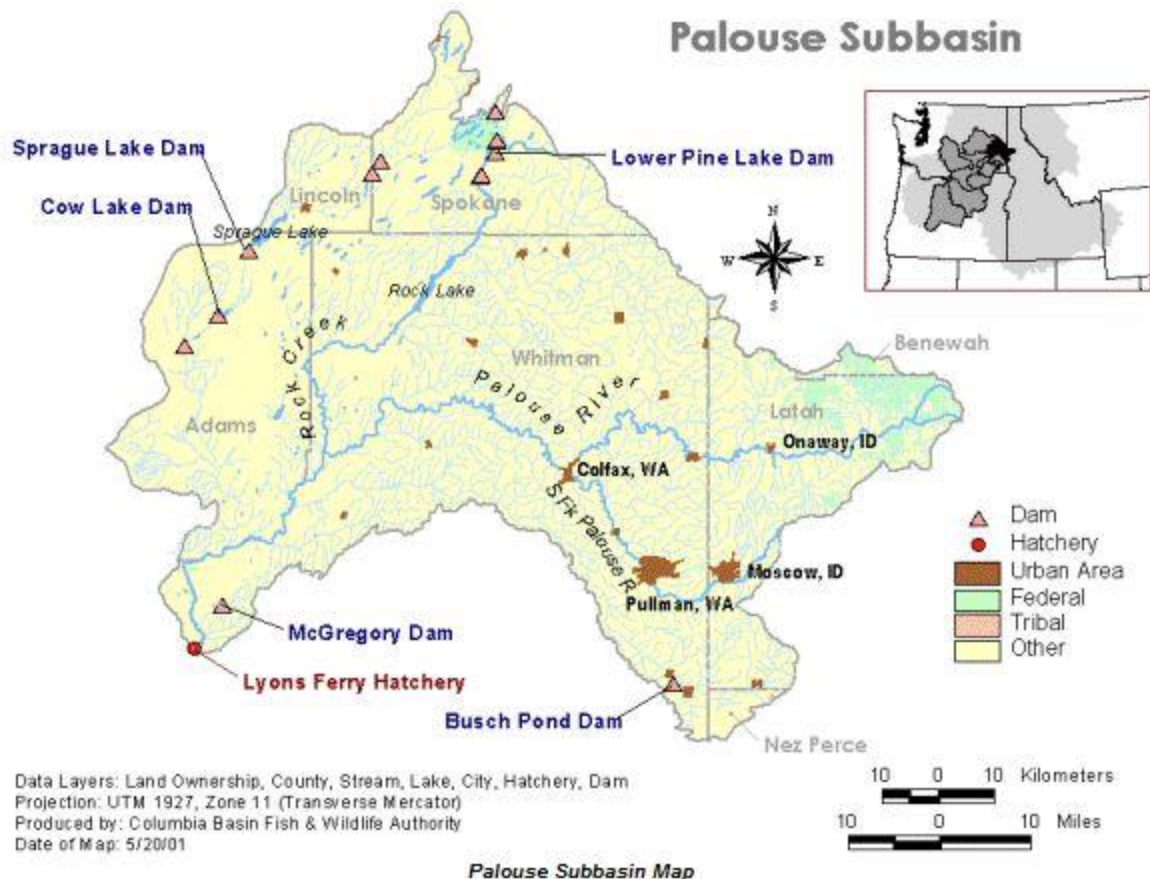 Palouse Subbasin
Sprague Lake Dam
Lower Pine Lake Dam
Lincoln
Spokane
Cow Lake Dam
Sprague Lake
N
W
E
S
Rock Lake
Rock Creek
Whitman
Benewah
Palouse River
Latah
Adams
Onaway, ID
Colfax, WA
S Fk Palouse R
Dam
Hatchery
Urban Area
Federal
Tribal
Other
Moscow, ID
Pullman, WA
McGregory Dam
Lyons Ferry Hatchery
Busch Pond Dam
Nez Perce
Data Layers: Land Ownership, County, Stream, Lake, City, Hatchery, Dam
Projection: UTM 1927, Zone 11 (Transverse Mercator)
Produced by: Columbia Basin Fish & Wildlife Authority
Date of Map: 5/20/01
10 0 10 Kilometers
10 0 10 Miles
Palouse Subbasin Map